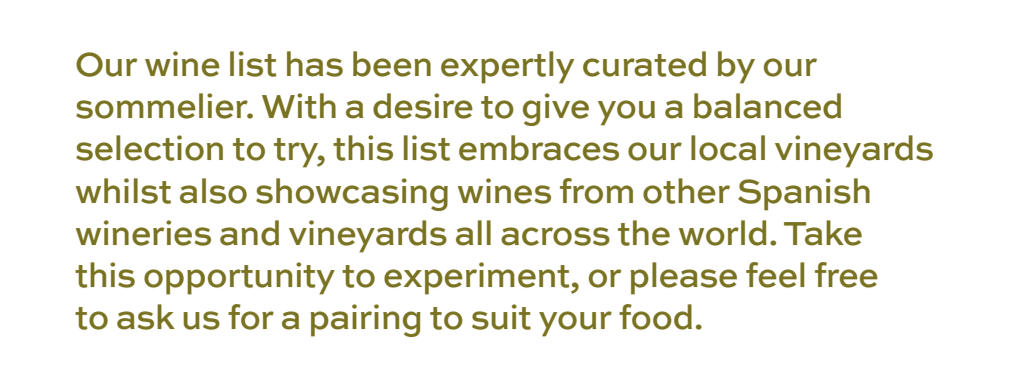 Our wine list has been expertly curated by our
sommelier. With a desire to give you a balanced
selection to try, this list embraces our local vineyards
whilst also showcasing wines from other Spanish
wineries and vineyards all across the world. Take
this opportunity to experiment, or please feel free
to ask us for a pairing to suit your food.